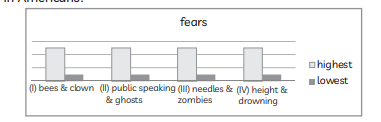 in Americans?
fears
(I) bees & clown (II) public speaking (III) needles & (IV) height &
& ghosts zombies drowning
highest
lowest